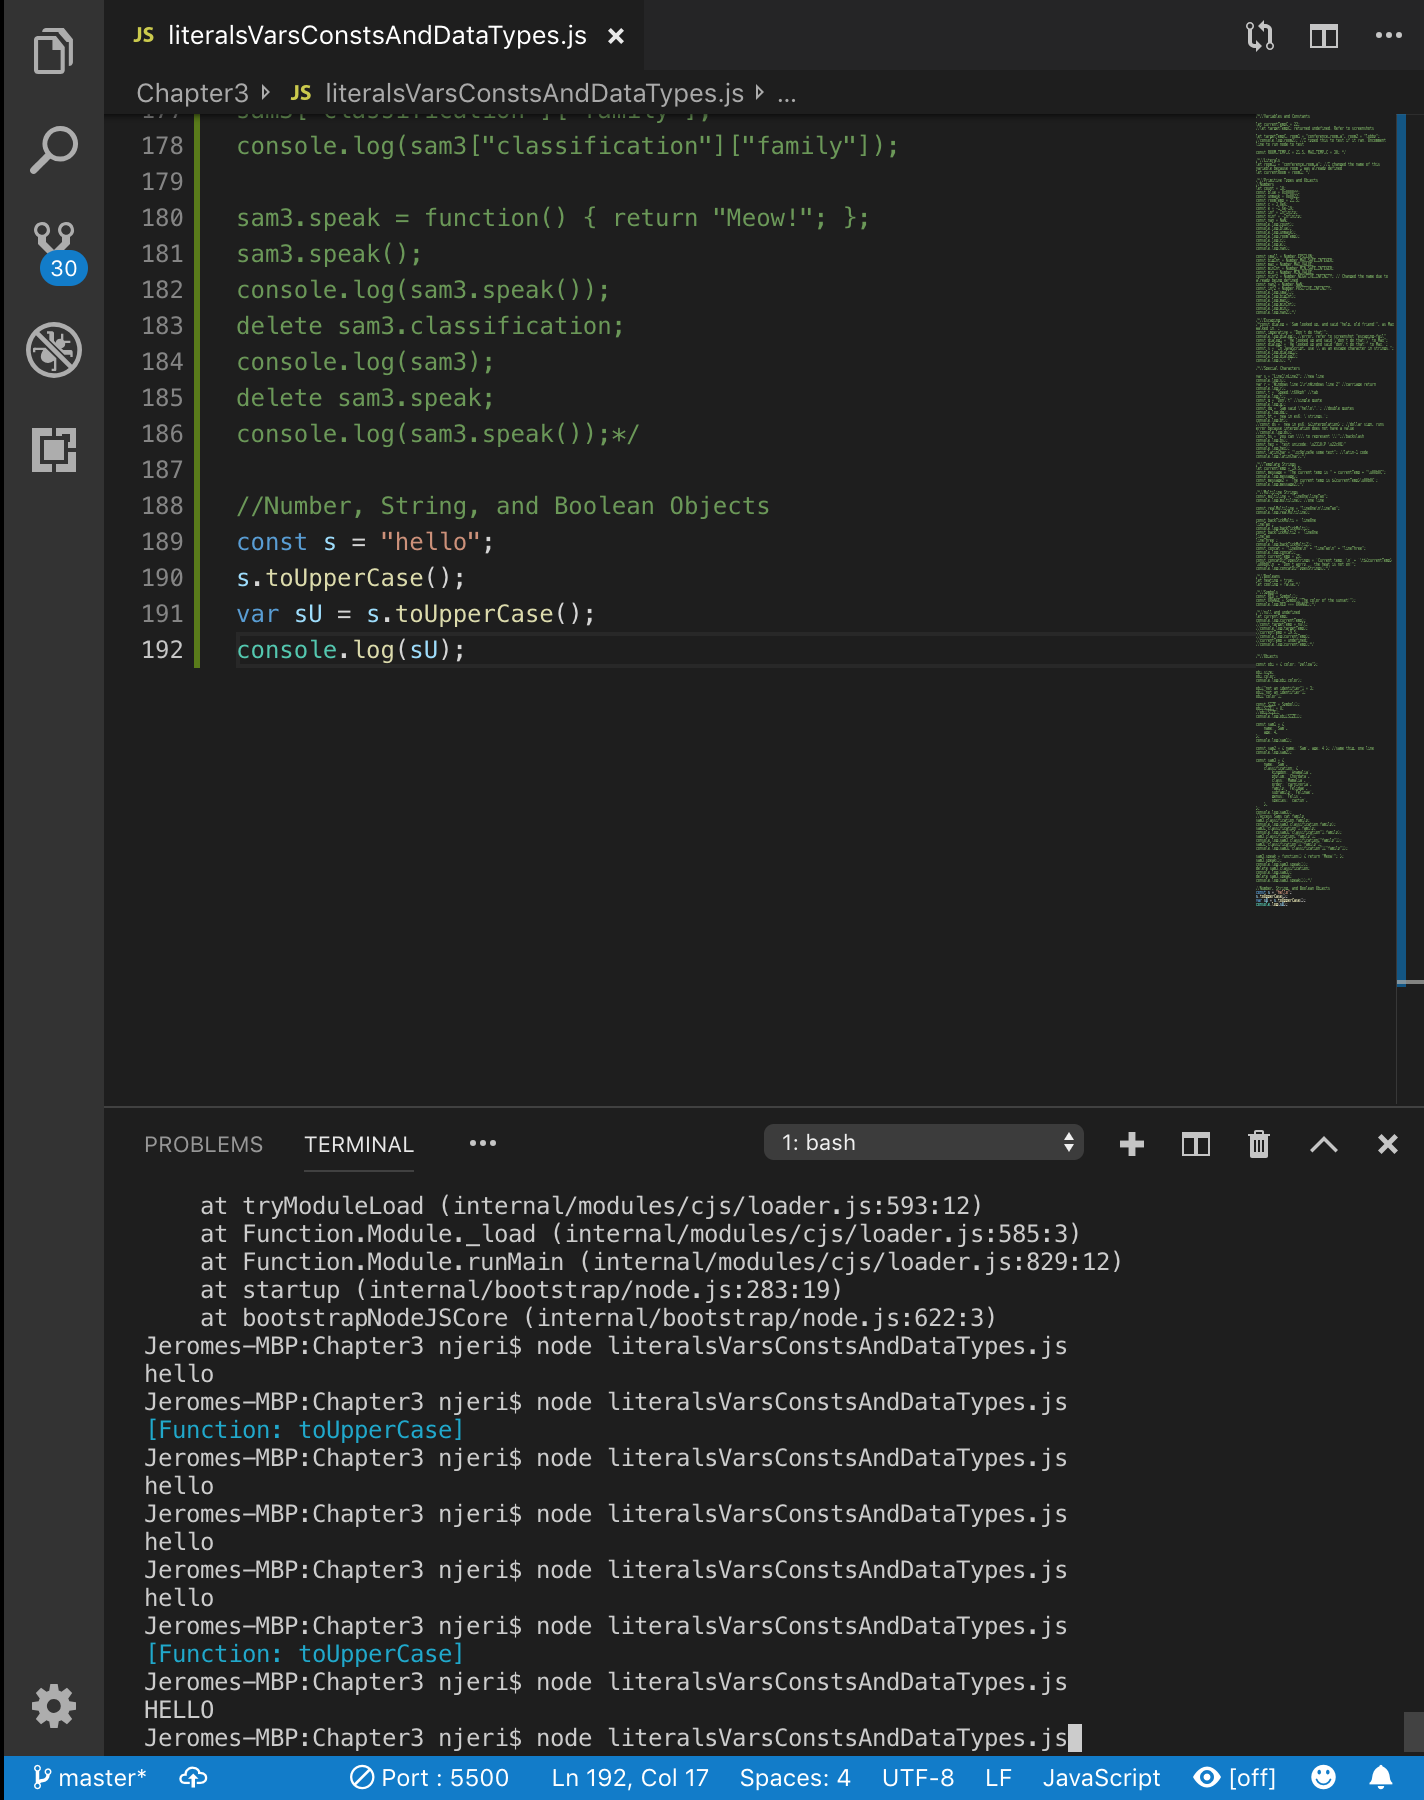 JS literalsVarsConstsAndDataTypes.js ×
Chapter3 JS literalsVarsConstsAndDataTypes.js ...
177 sam3["classification"]["family"];
178 console.log(sam3["classification"]["family"]);
179
180 sam3.speak = function() { return "Meow!"; };
181 sam3.speak();
182 console.log(sam3.speak());
183 delete sam3.classification;
184 console.log(sam3);
185 delete sam3.speak;
186 console.log(sam3.speak());*/
187
188 //Number, String, and Boolean Objects
189 const s = "hello";
190 s.toUpperCase();
191 var sU = s.toUpperCase();
192 console.log(sU);
30
PROBLEMS TERMINAL ••• 1: bash
at tryModuleLoad (internal/modules/cjs/loader.js:593:12)
at Function.Module._load (internal/modules/cjs/loader.js:585:3)
at Function.Module.runMain (internal/modules/cjs/loader.js:829:12)
at startup (internal/bootstrap/node.js:283:19)
at bootstrapNodeJSCore (internal/bootstrap/node.js:622:3)
Jeromes-MBP:Chapter3 njeri$ node literalsVarsConstsAndDataTypes.js
hello
Jeromes-MBP:Chapter3 njeri$ node literalsVarsConstsAndDataTypes.js
[Function: toUpperCase]
Jeromes-MBP:Chapter3 njeri$ node literalsVarsConstsAndDataTypes.js
hello
Jeromes-MBP:Chapter3 njeri$ node literalsVarsConstsAndDataTypes.js
hello
Jeromes-MBP:Chapter3 njeri$ node literalsVarsConstsAndDataTypes.js
hello
Jeromes-MBP:Chapter3 njeri$ node literalsVarsConstsAndDataTypes.js
[Function: toUpperCase]
Jeromes-MBP:Chapter3 njeri$ node literalsVarsConstsAndDataTypes.js
HELLO
Jeromes-MBP:Chapter3 njeri$ node literalsVarsConstsAndDataTypes.js
master* Port : 5500 Ln 192, Col 17 Spaces: 4 UTF-8 LF JavaScript [off]